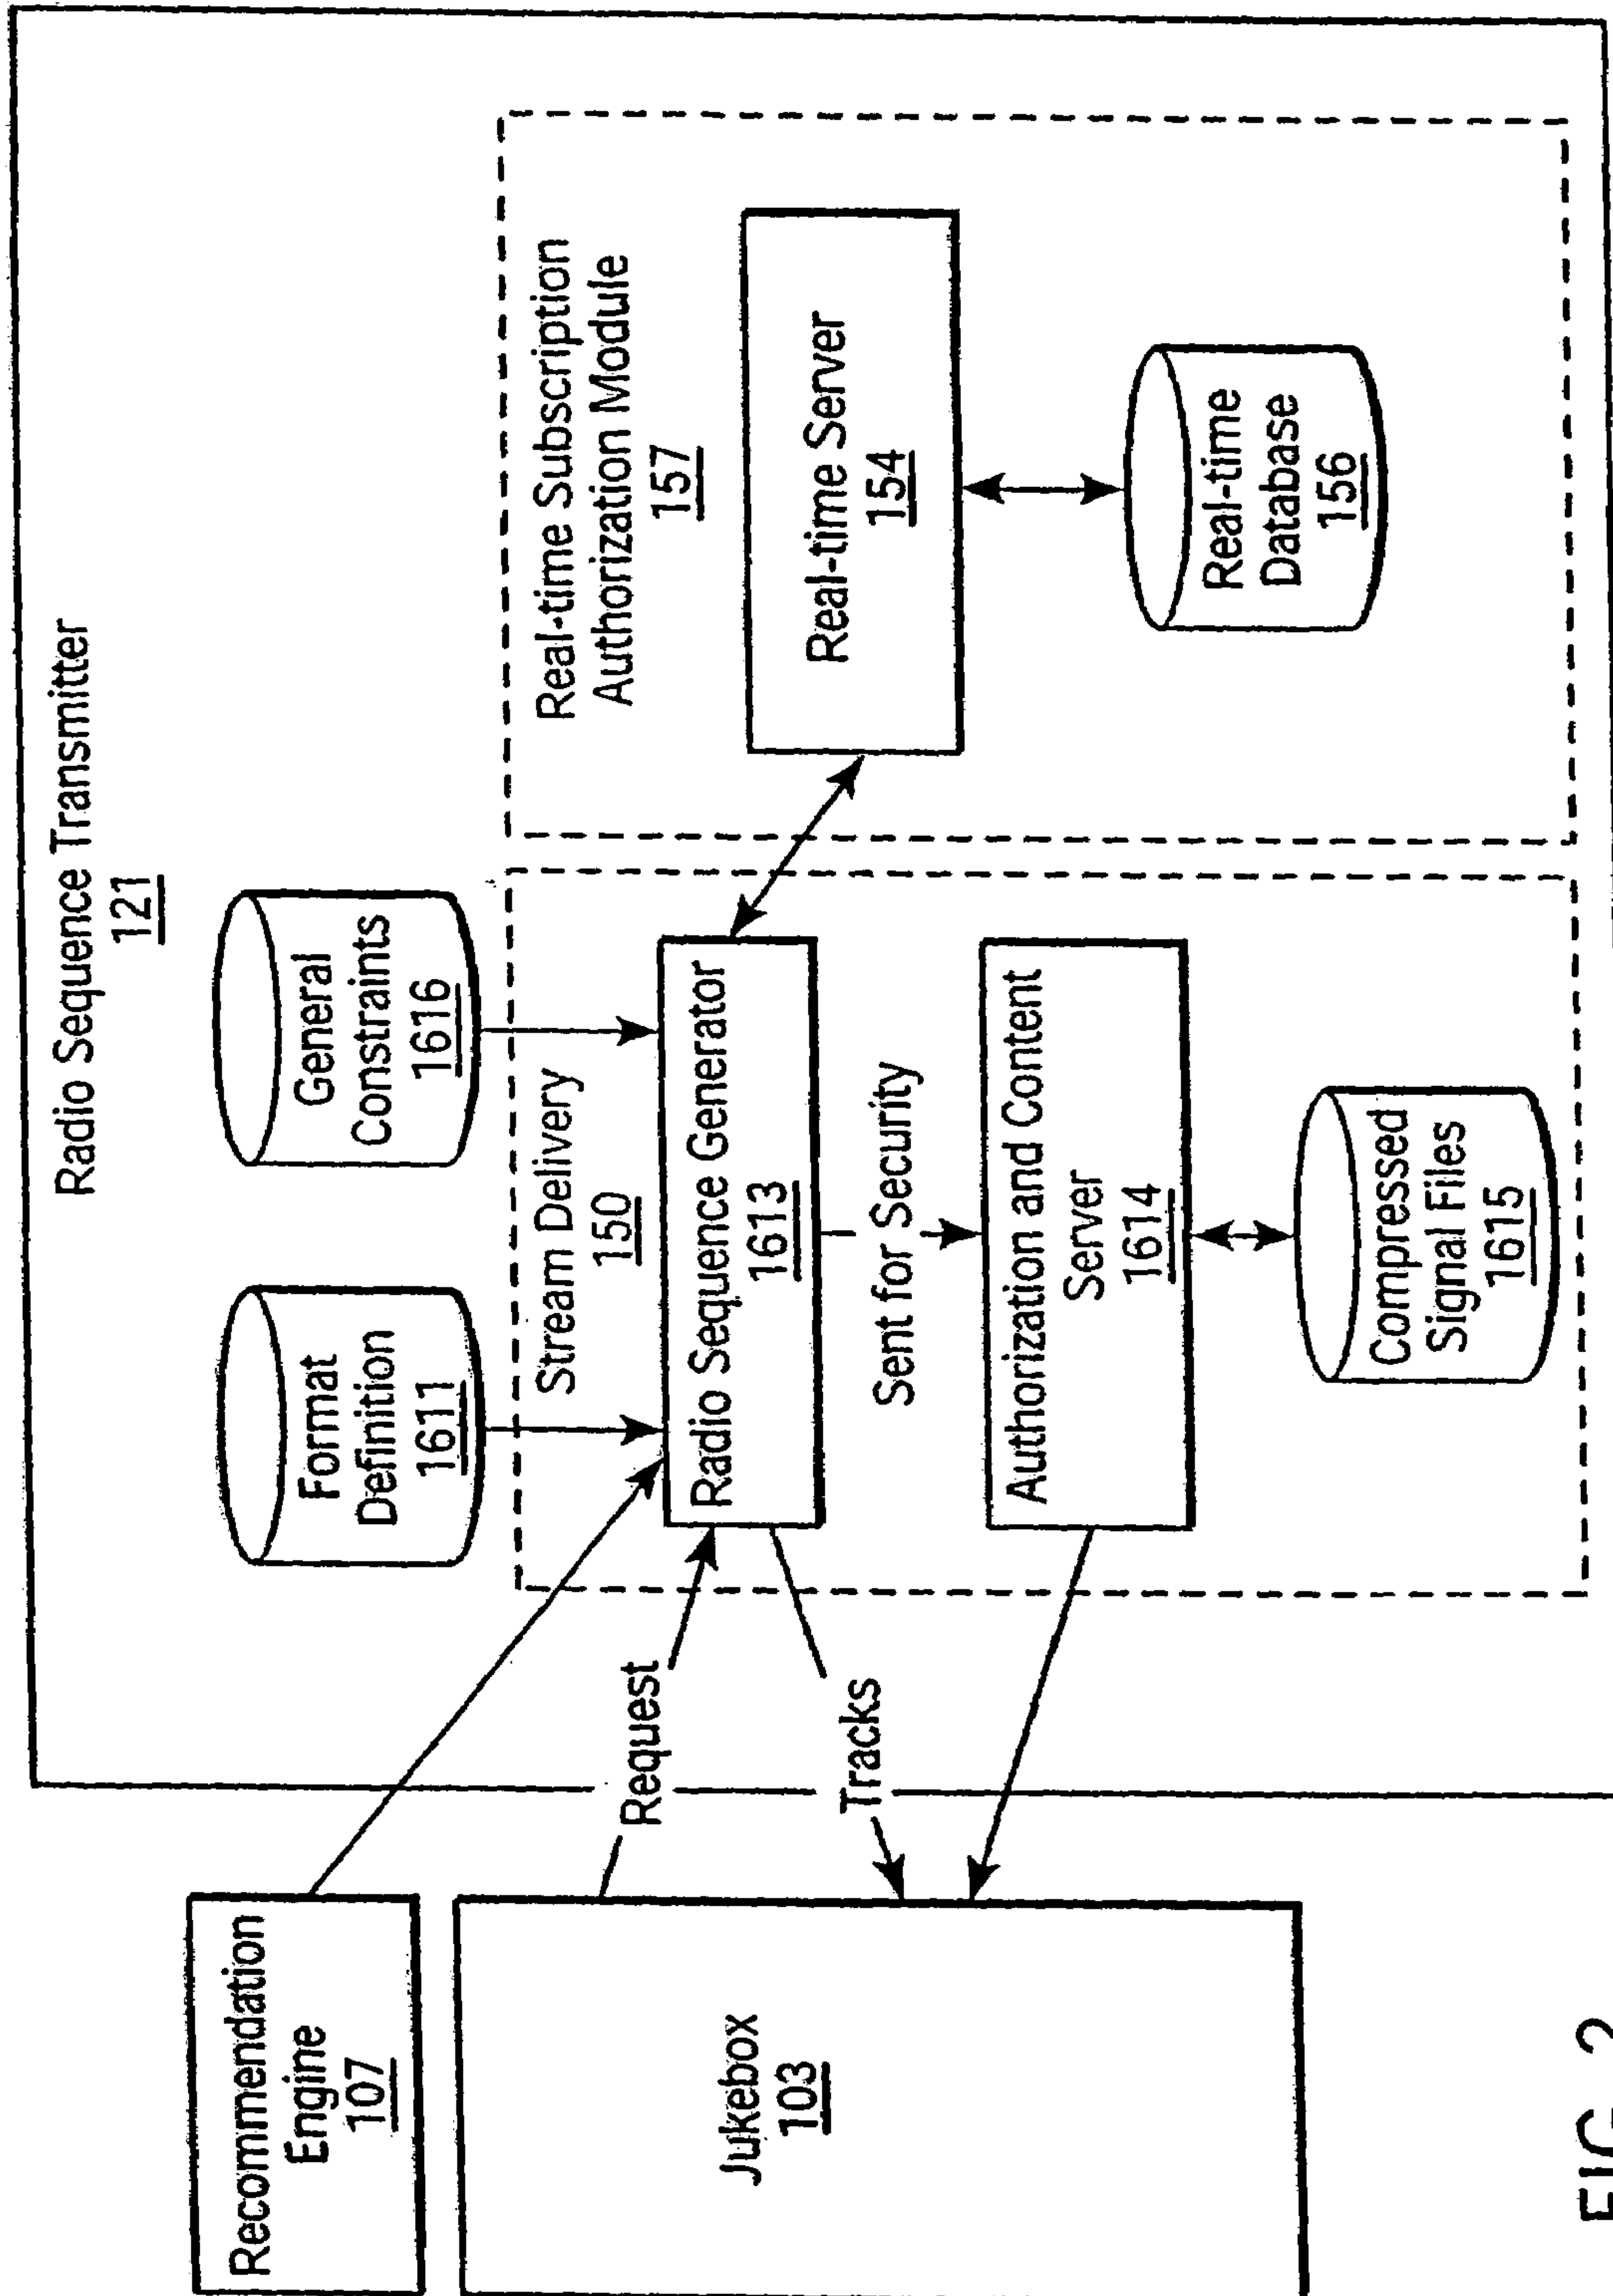 Radio Sequence Transmitter
121
Recommendation
Engine
107
Jukebox
103
Request
Tracks
Format
Definition
1611
General
Constraints
1616
Stream Delivery
150
Radio Sequence Generator
1613
Sent for Security
Authorization and Content
Server
1614
Compressed
Signal Files
1615
Real-time Subscription
Authorization Module
157
Real-time Server
154
Real-time
Database
156
FIG. 2